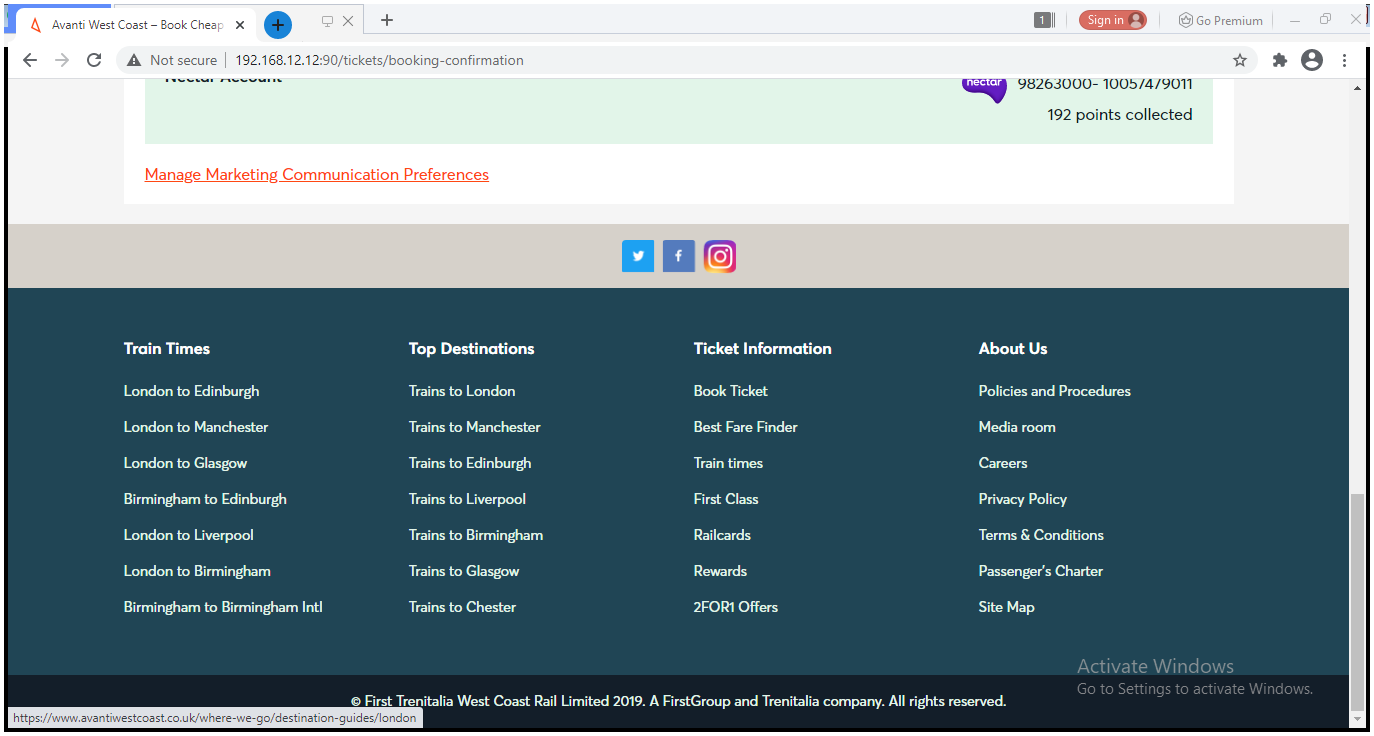 Avanti West Coast – Book Cheap
1
Sign in
Go Premium
Not secure
192.168.12.12:90/tickets/booking-confirmation
Nectar Account
nectar
98263000- 10057479011
192 points collected
Manage Marketing Communication Preferences
Train Times
London to Edinburgh
London to Manchester
London to Glasgow
Birmingham to Edinburgh
London to Liverpool
London to Birmingham
Birmingham to Birmingham Intl
Top Destinations
Trains to London
Trains to Manchester
Trains to Edinburgh
Trains to Liverpool
Trains to Birmingham
Trains to Glasgow
Trains to Chester
Ticket Information
Book Ticket
Best Fare Finder
Train times
First Class
Railcards
Rewards
2FOR1 Offers
About Us
Policies and Procedures
Media room
Careers
Privacy Policy
Terms & Conditions
Passenger's Charter
Site Map
Activate Windows
Go to Settings to activate Windows.
© First Trenitalia West Coast Rail Limited 2019. A FirstGroup and Trenitalia company. All rights reserved.
https://www.avantiwestcoast.co.uk/where-we-go/destination-guides/london